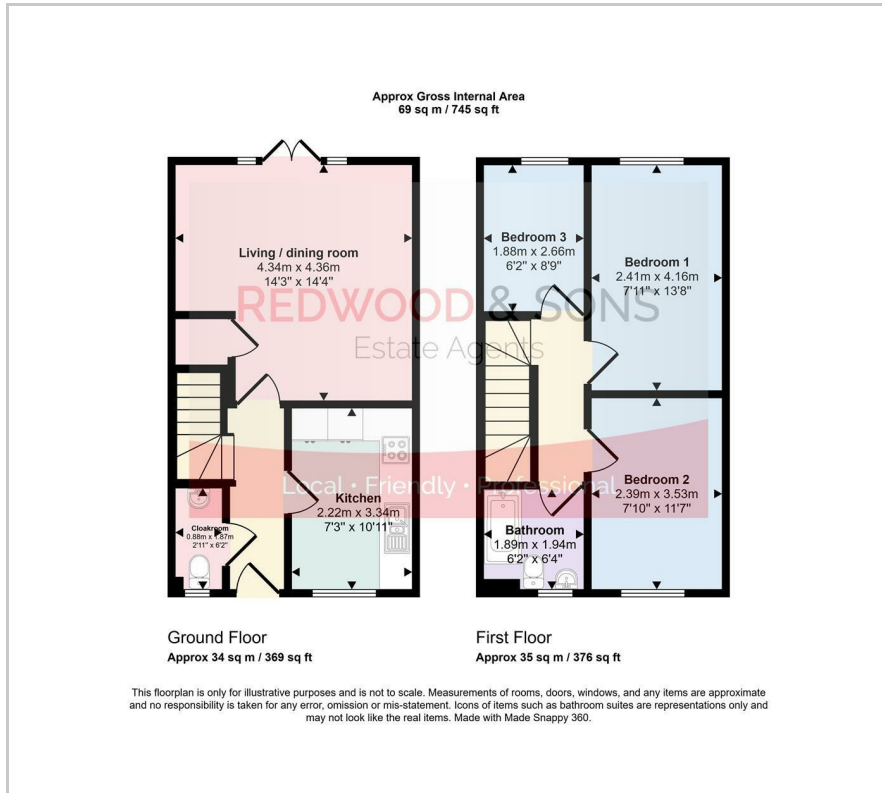 Approx Gross Internal Area
69 sq m / 745 sq ft
Living / dining room
4.34m x 4.36m
14'3" x 14'4"
Bedroom 3
1.88m x 2.66m
6'2" x 8'9"
Bedroom 1
2.41m x 4.16m
7'11" x 13'8"
REDWOOD & SONS
Estate Agents
Local • Friendly • Professional
Kitchen
2.22m x 3.34m
7'3" x 10'11"
Cloakroom
0.88m x 1.87m
2'11" x 6'2"
Bedroom 2
2.39m x 3.53m
7'10" x 11'7"
Bathroom
1.89m x 1.94m
6'2" x 6'4"
Ground Floor
Approx 34 sq m / 369 sq ft
First Floor
Approx 35 sq m / 376 sq ft
This floorplan is only for illustrative purposes and is not to scale. Measurements of rooms, doors, windows, and any items are approximate
and no responsibility is taken for any error, omission or mis-statement. Icons of items such as bathroom suites are representations only and
may not look like the real items. Made with Made Snappy 360.